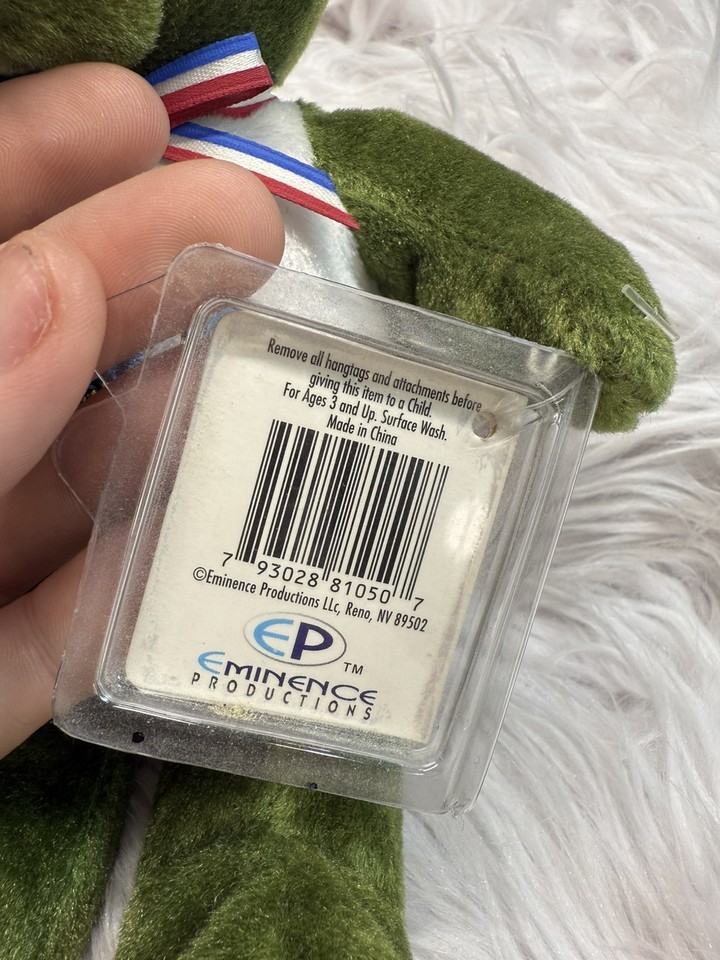 Remove all hangtags and attachments before
giving this item to a Child.
For Ages 3 and Up. Surface Wash.
Made in China
7 93028 81050 7
©Eminence Productions LLc, Reno, NV 89502
EP
TM
EMINENCE
PRODUCTIONS